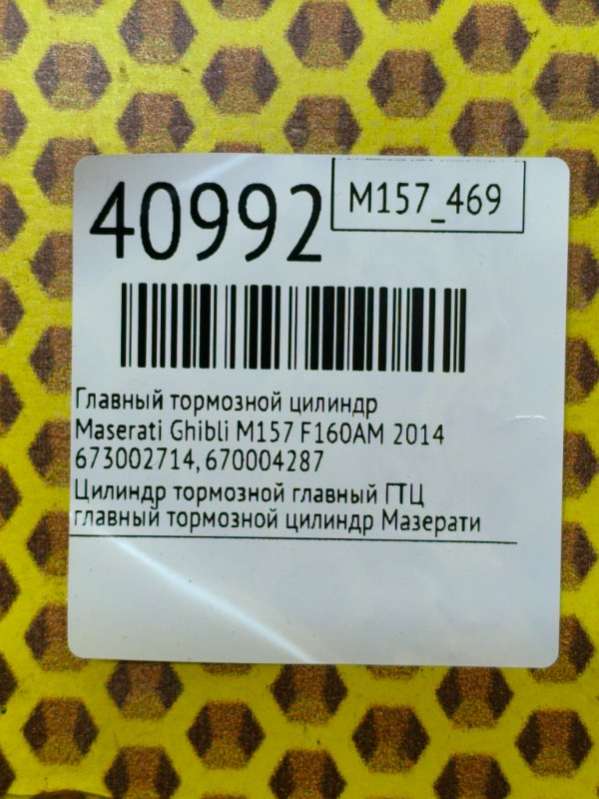 40992
M157_469
Главный тормозной цилиндр
Maserati Ghibli M157 F160AM 2014
673002714, 670004287
Цилиндр тормозной главный ГТЦ
главный тормозной цилиндр Мазерати